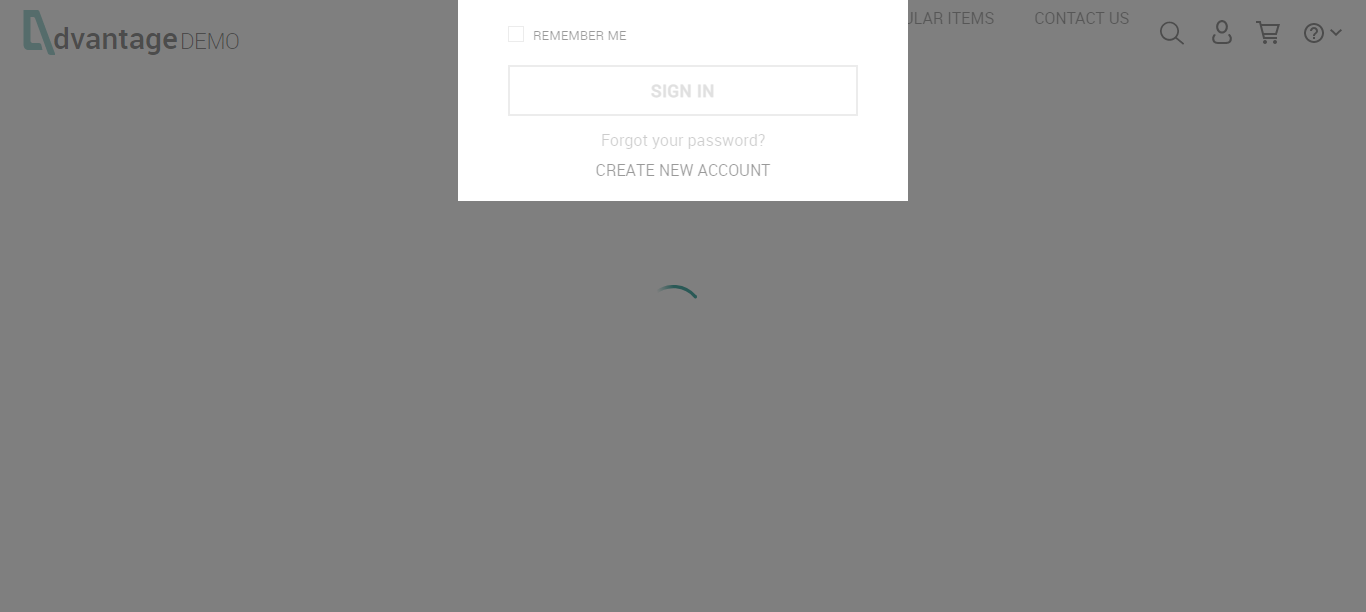 dvantage DEMO
ULAR ITEMS
CONTACT US
REMEMBER ME
SIGN IN
Forgot your password?
CREATE NEW ACCOUNT